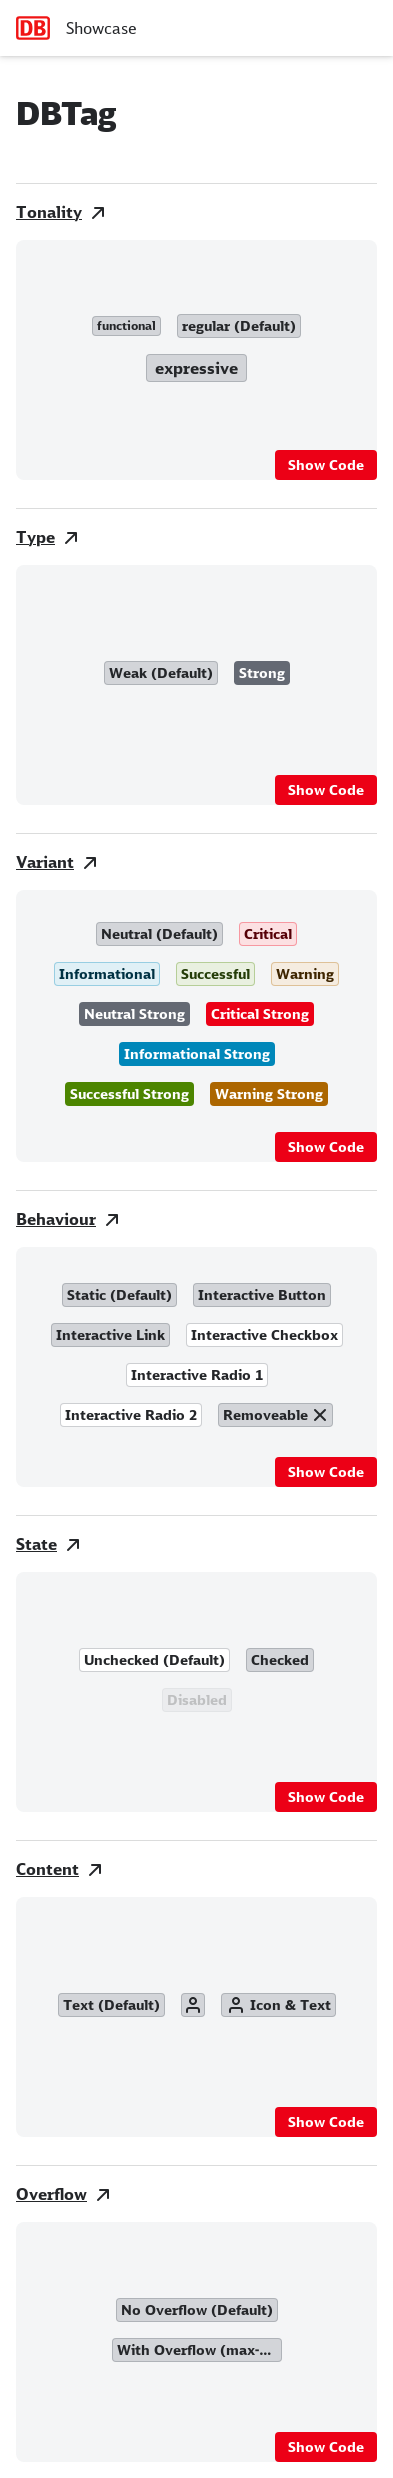 DB Showcase
DBTag
Tonality
functional regular (Default)
expressive
Show Code
Type
Weak (Default) Strong
Show Code
Variant
Neutral (Default) Critical
Informational Successful Warning
Neutral Strong Critical Strong
Informational Strong
Successful Strong Warning Strong
Show Code
Behaviour
Static (Default) Interactive Button
Interactive Link Interactive Checkbox
Interactive Radio 1
Interactive Radio 2 Removeable
Show Code
State
Unchecked (Default) Checked
Disabled
Show Code
Content
Text (Default) Icon & Text
Show Code
Overflow
No Overflow (Default)
With Overflow (max-...
Show Code